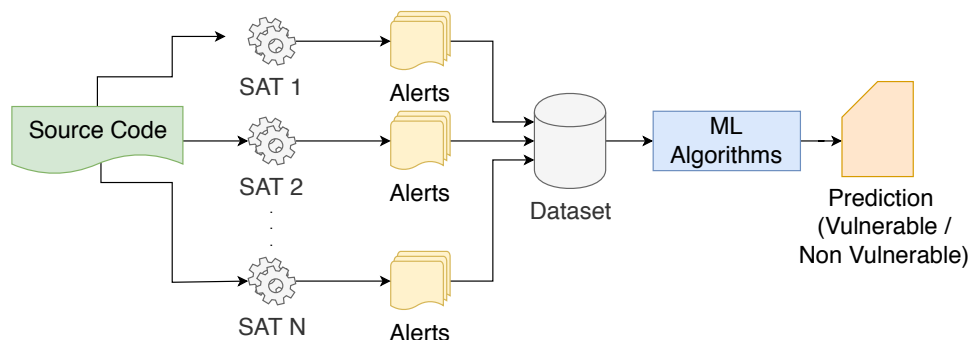 SAT 1
Alerts
Source Code
SAT 2
Alerts
Dataset
ML
Algorithms
Prediction
(Vulnerable /
Non Vulnerable)
SAT N
Alerts